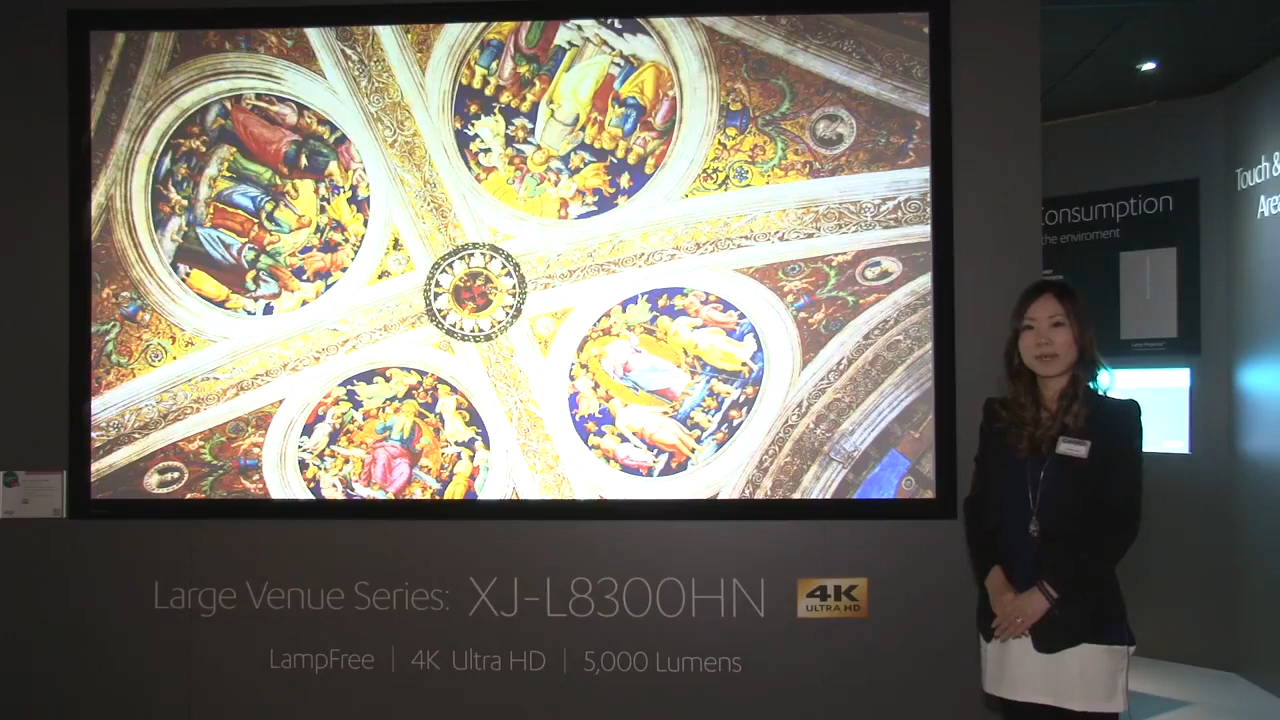 Consumption
the enviroment
Touch &
Area
Large Venue Series: XJ-L8300HN
4K
ULTRA HD
LampFree | 4K Ultra HD | 5,000 Lumens